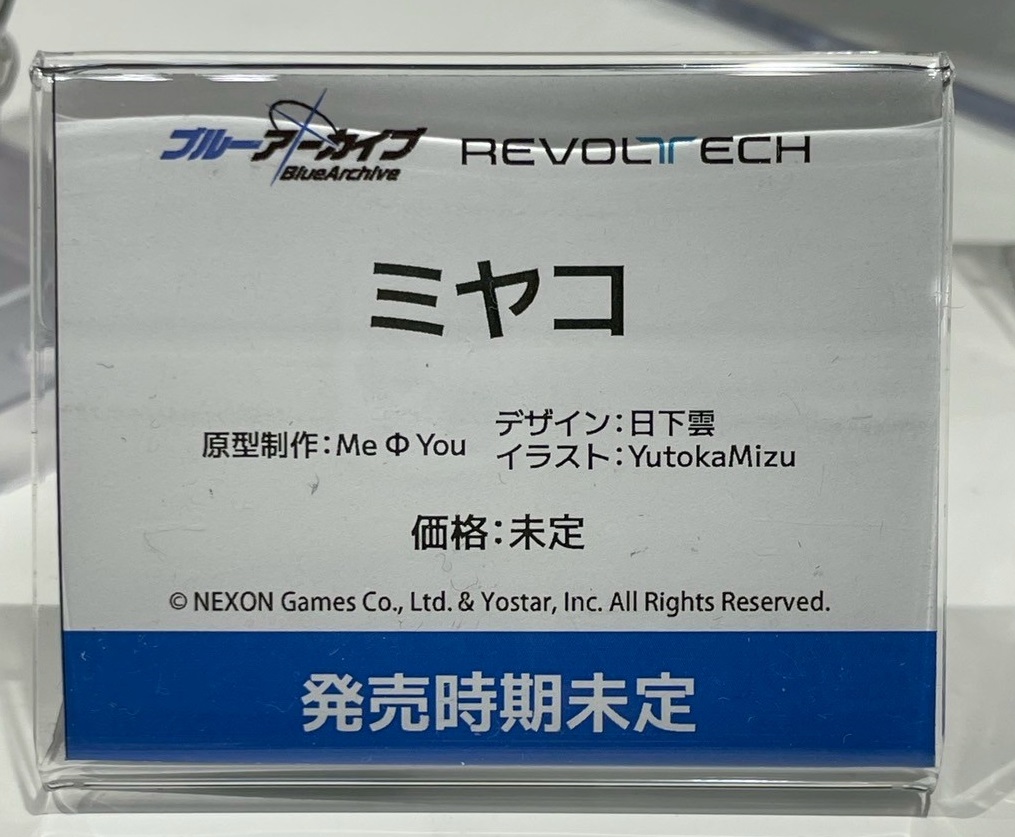 ブルーアーカイブ
BlueArchive
REVOLTECH
ミヤコ
原型制作：Me Φ You
デザイン：日下雲
イラスト：YutokaMizu
価格：未定
© NEXON Games Co., Ltd. & Yostar, Inc. All Rights Reserved.
発売時期未定